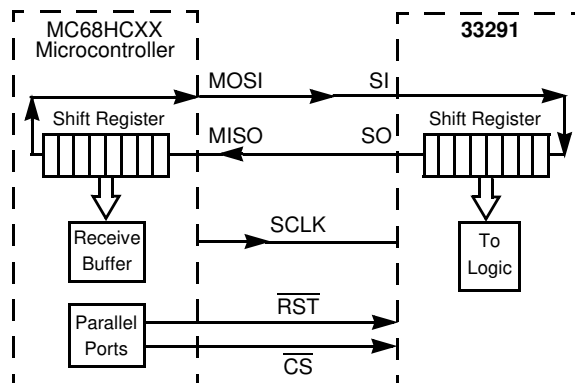 MC68HCXX
Microcontroller
33291
MOSI
SI
Shift Register
Shift Register
MISO
SO
Receive
Buffer
SCLK
To
Logic
Parallel
Ports
RST
CS